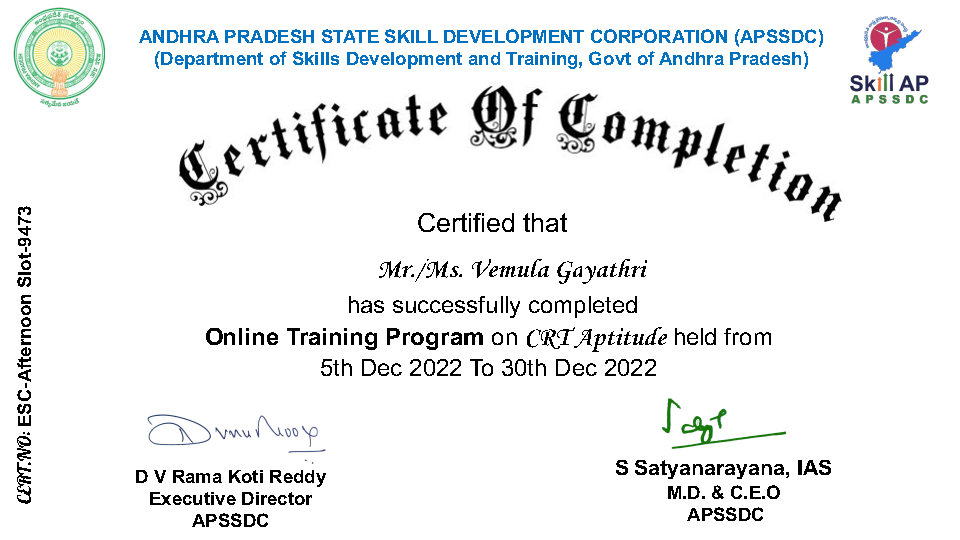 ANDHRA PRADESH STATE SKILL DEVELOPMENT CORPORATION (APSSDC)
(Department of Skills Development and Training, Govt of Andhra Pradesh)
Skill AP
APSSDC
Certificate Of Completion
Certified that
Mr./Ms. Vemula Gayathri
has successfully completed
Online Training Program on CRT Aptitude held from
5th Dec 2022 To 30th Dec 2022
CERT.NO: ESC-Afternoon Slot-9473
D V Rama Koti Reddy
Executive Director
APSSDC
S Satyanarayana, IAS
M.D. & C.E.O
APSSDC